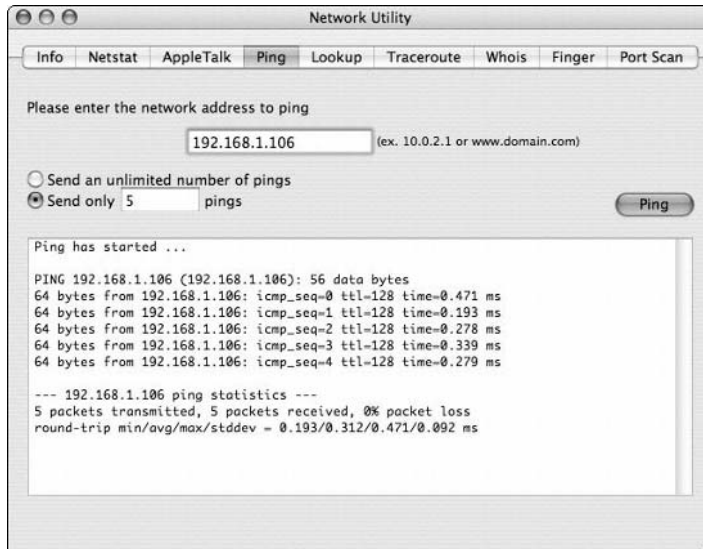 Network Utility
Info Netstat AppleTalk Ping Lookup Traceroute Whois Finger Port Scan
Please enter the network address to ping
192.168.1.106 (ex. 10.0.2.1 or www.domain.com)
Send an unlimited number of pings
Send only 5 pings
Ping
Ping has started ...
PING 192.168.1.106 (192.168.1.106): 56 data bytes
64 bytes from 192.168.1.106: icmp_seq=0 ttl=128 time=0.471 ms
64 bytes from 192.168.1.106: icmp_seq=1 ttl=128 time=0.193 ms
64 bytes from 192.168.1.106: icmp_seq=2 ttl=128 time=0.278 ms
64 bytes from 192.168.1.106: icmp_seq=3 ttl=128 time=0.339 ms
64 bytes from 192.168.1.106: icmp_seq=4 ttl=128 time=0.279 ms
--- 192.168.1.106 ping statistics ---
5 packets transmitted, 5 packets received, 0% packet loss
round-trip min/avg/max/stddev = 0.193/0.312/0.471/0.092 ms